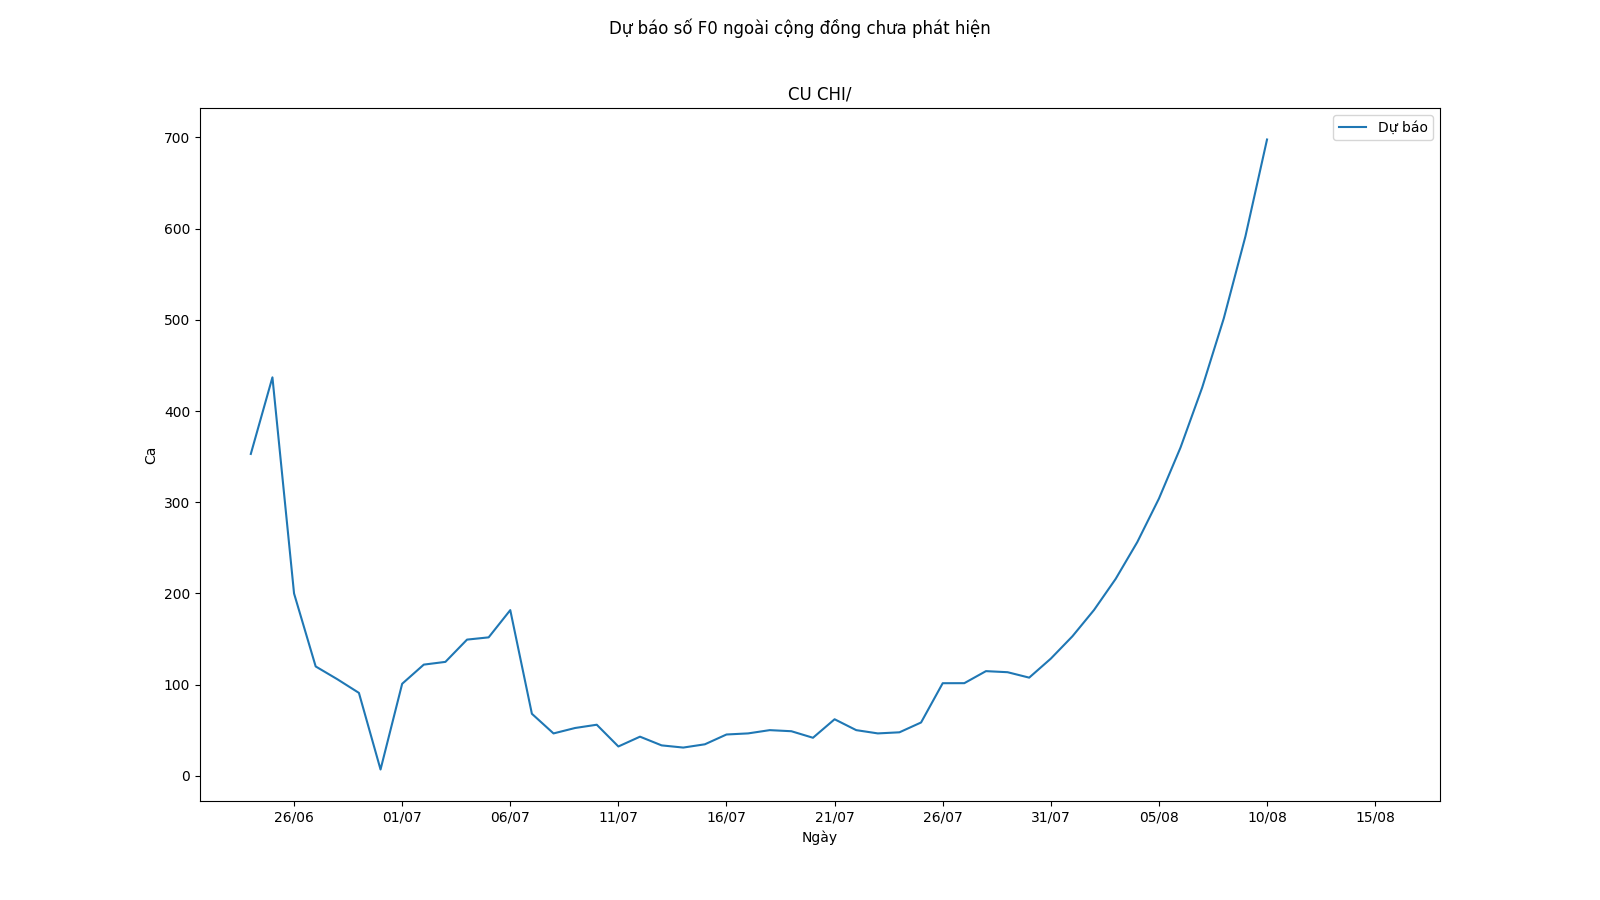 Dự báo số F0 ngoài cộng đồng chưa phát hiện
CU CHI/
Dự báo
700
600
500
400
300
200
100
0
Ca
26/06 01/07 06/07 11/07 16/07 21/07 26/07 31/07 05/08 10/08 15/08
Ngày